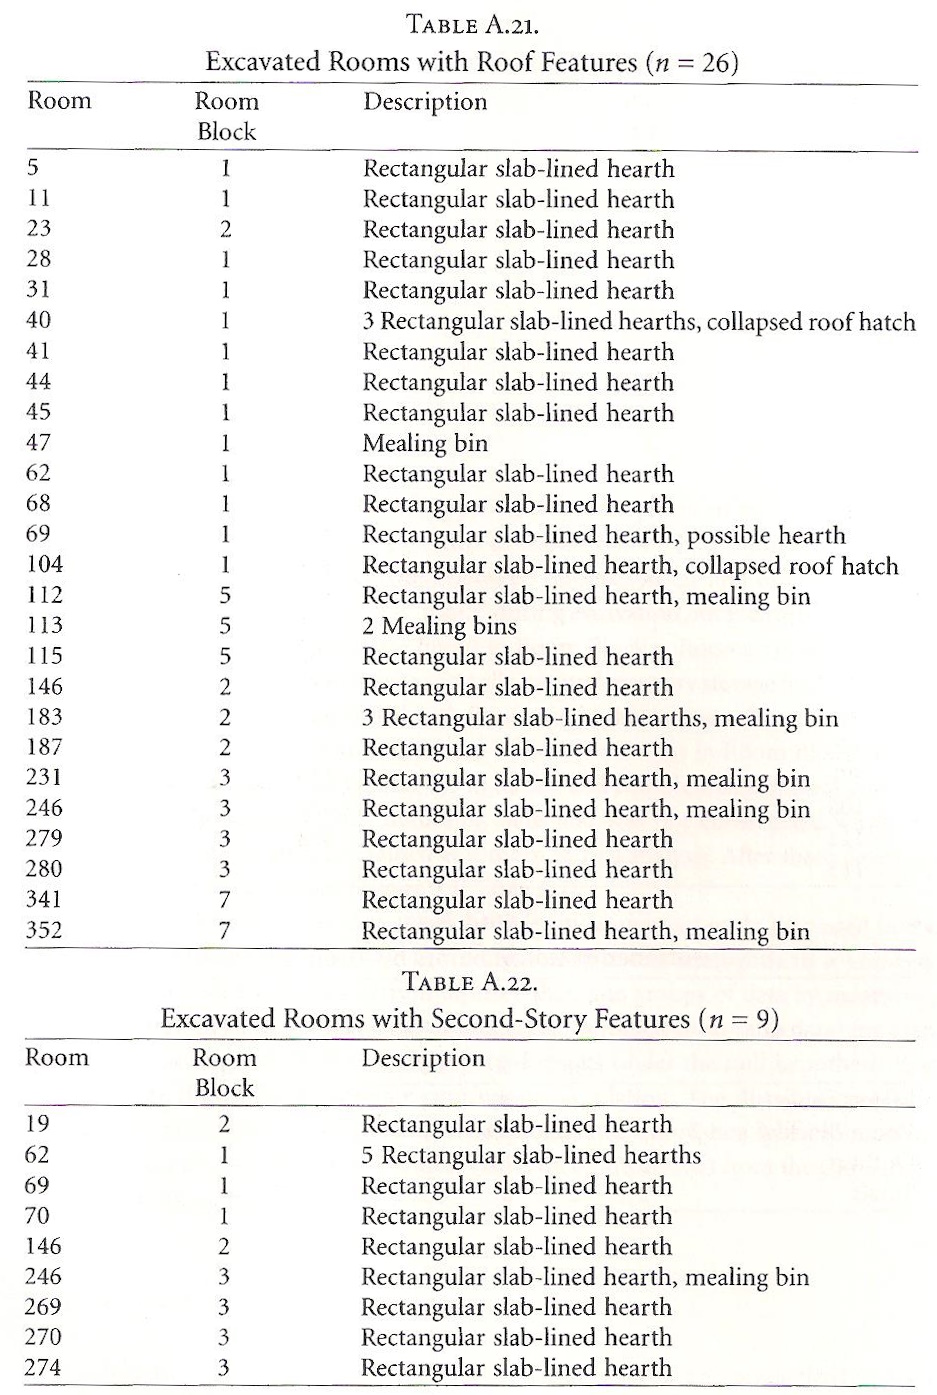 TABLE A.21.
Excavated Rooms with Roof Features (n = 26)
Room Room Description
Block
5 1 Rectangular slab-lined hearth
11 1 Rectangular slab-lined hearth
23 2 Rectangular slab-lined hearth
28 1 Rectangular slab-lined hearth
31 1 Rectangular slab-lined hearth
40 1 3 Rectangular slab-lined hearths, collapsed roof hatch
41 1 Rectangular slab-lined hearth
44 1 Rectangular slab-lined hearth
45 1 Rectangular slab-lined hearth
47 1 Mealing bin
62 1 Rectangular slab-lined hearth
68 1 Rectangular slab-lined hearth
69 1 Rectangular slab-lined hearth, possible hearth
104 1 Rectangular slab-lined hearth, collapsed roof hatch
112 5 Rectangular slab-lined hearth, mealing bin
113 5 2 Mealing bins
115 5 Rectangular slab-lined hearth
146 2 Rectangular slab-lined hearth
183 2 3 Rectangular slab-lined hearths, mealing bin
187 2 Rectangular slab-lined hearth
231 3 Rectangular slab-lined hearth, mealing bin
246 3 Rectangular slab-lined hearth, mealing bin
279 3 Rectangular slab-lined hearth
280 3 Rectangular slab-lined hearth
341 7 Rectangular slab-lined hearth
352 7 Rectangular slab-lined hearth, mealing bin
TABLE A.22.
Excavated Rooms with Second-Story Features (n = 9)
Room Room Description
Block
19 2 Rectangular slab-lined hearth
62 1 5 Rectangular slab-lined hearths
69 1 Rectangular slab-lined hearth
70 1 Rectangular slab-lined hearth
146 2 Rectangular slab-lined hearth
246 3 Rectangular slab-lined hearth, mealing bin
269 3 Rectangular slab-lined hearth
270 3 Rectangular slab-lined hearth
274 3 Rectangular slab-lined hearth